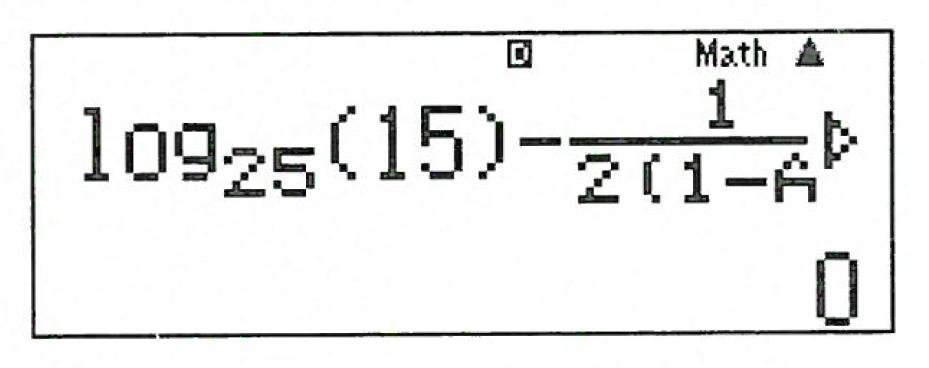 D Math ▲
log₂₅(15)-1/2(1-A
0